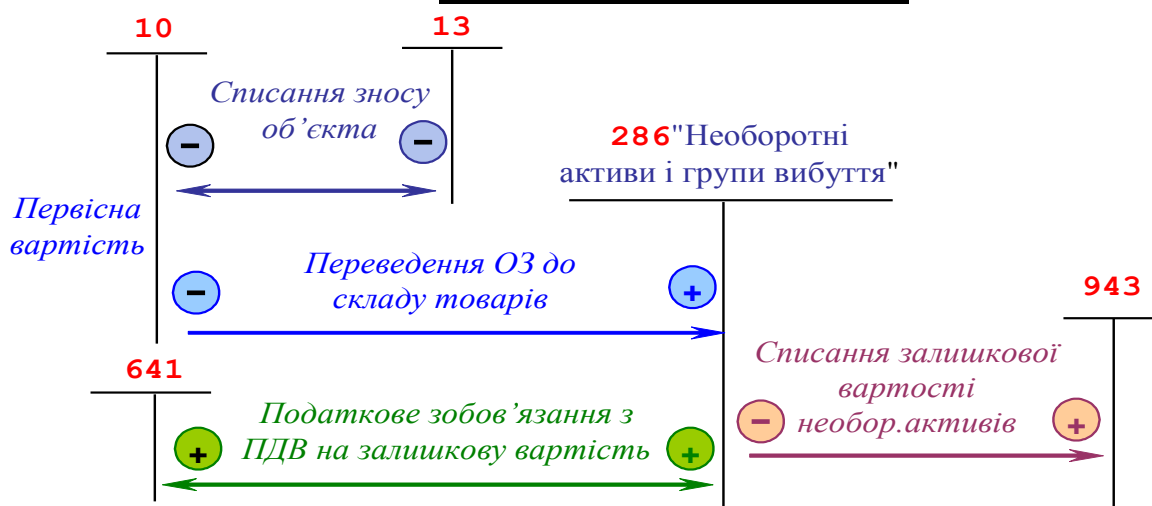 10
13
Списання зносу
об’єкта
–
–
286"Необоротні
активи і групи вибуття"
Первісна
вартість
Переведення ОЗ до
складу товарів
–
+
943
641
Списання залишкової
вартості
необор.активів
–
+
Податкове зобов’язання з
ПДВ на залишкову вартість
+
+